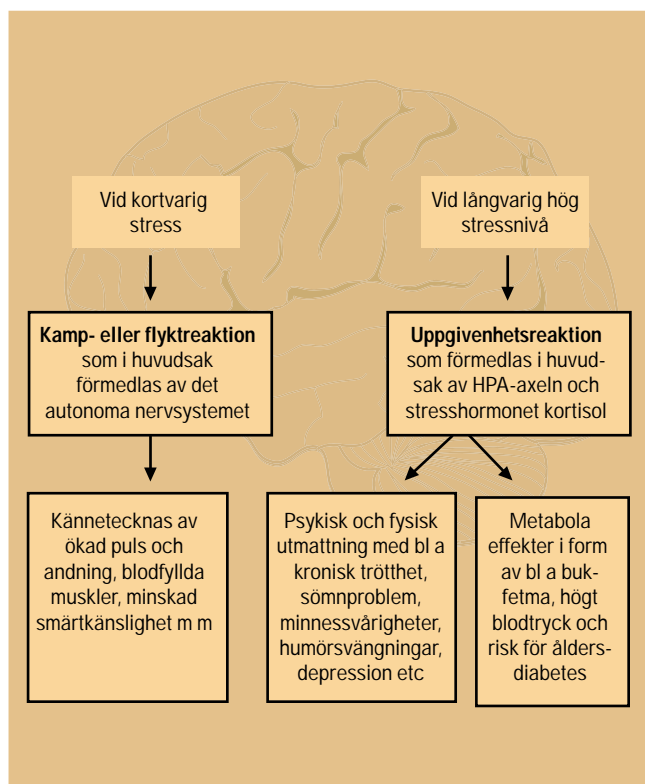 Vid kortvarig
stress
Vid långvarig hög
stressnivå
Kamp- eller flyktreaktion
som i huvudsak
förmedlas av det
autonoma nervsystemet
Uppgivenhetsreaktion
som förmedlas i huvud-
sak av HPA-axeln och
stresshormonet kortisol
Kännetecknas av
ökad puls och
andning, blodfyllda
muskler, minskad
smärtkänslighet m m
Psykisk och fysisk
utmattning med bl a
kronisk trötthet,
sömnproblem,
minnessvårigheter,
humörsvängningar,
depression etc
Metabola
effekter i form
av bl a buk-
fetma, högt
blodtryck och
risk för ålders-
diabetes